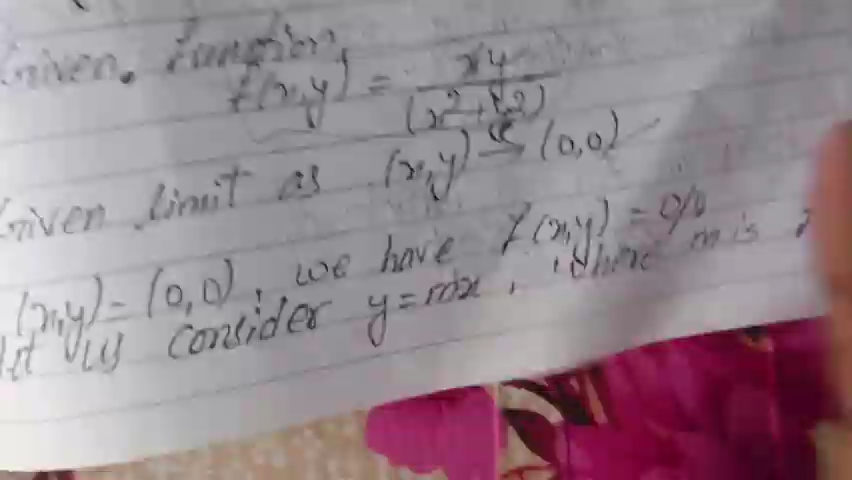 Given. Function
f(x,y) = xy
(x²+y²)
Given limit as (x,y) → (0,0)
(x,y) = (0,0), we have f(x,y) = 0/0
let us consider y = mx, where m is